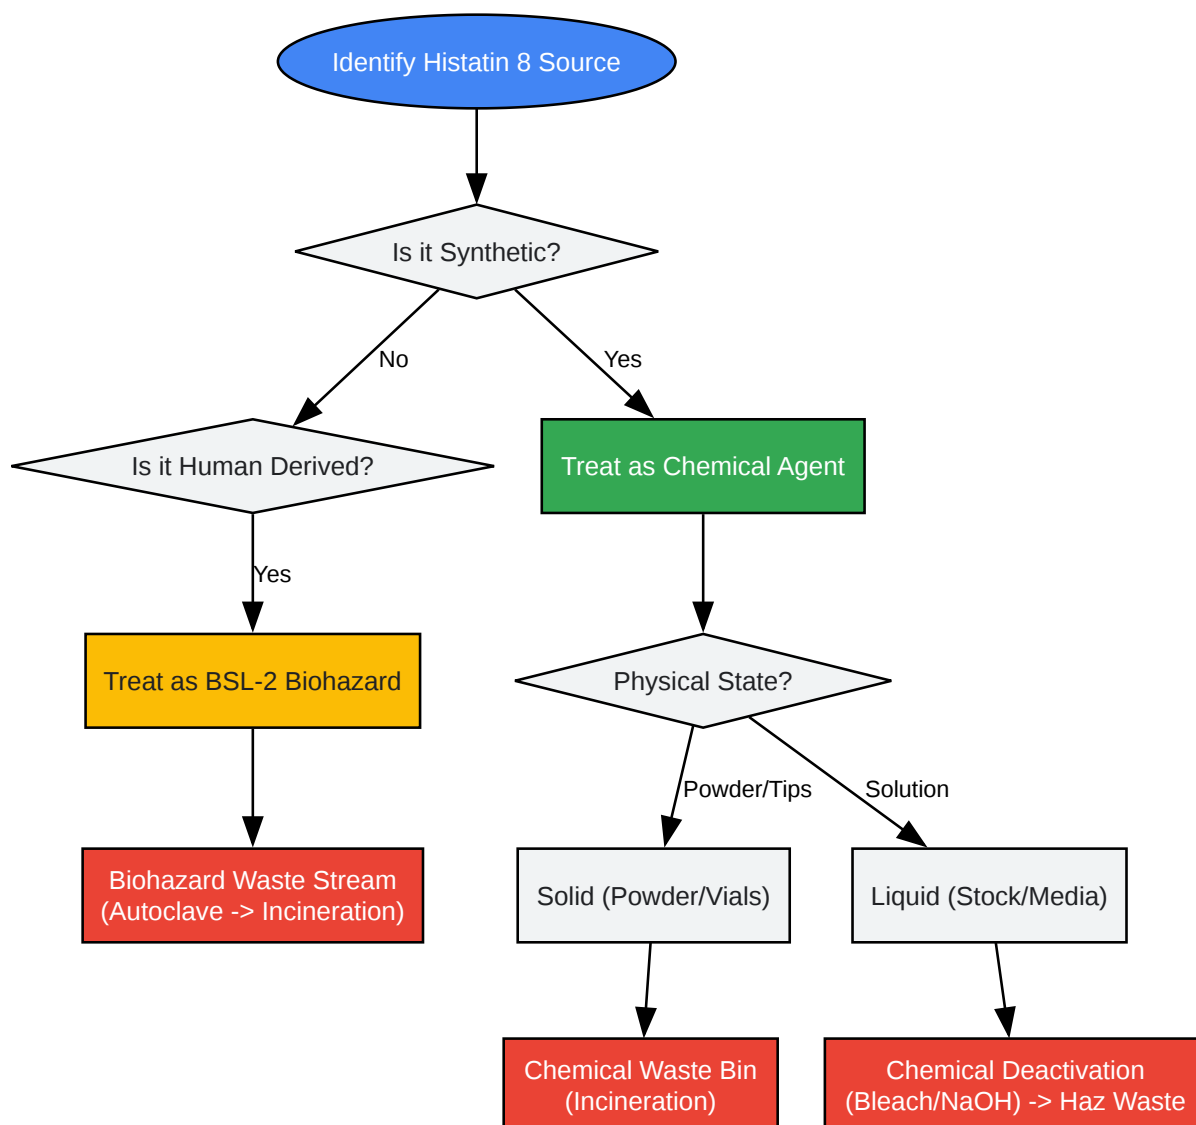 Identify Histatin 8 Source
Is it Synthetic?
No
Yes
Is it Human Derived?
Treat as Chemical Agent
Yes
Treat as BSL-2 Biohazard
Physical State?
Powder/Tips
Solution
Biohazard Waste Stream
(Autoclave -> Incineration)
Solid (Powder/Vials)
Liquid (Stock/Media)
Chemical Waste Bin
(Incineration)
Chemical Deactivation
(Bleach/NaOH) -> Haz Waste